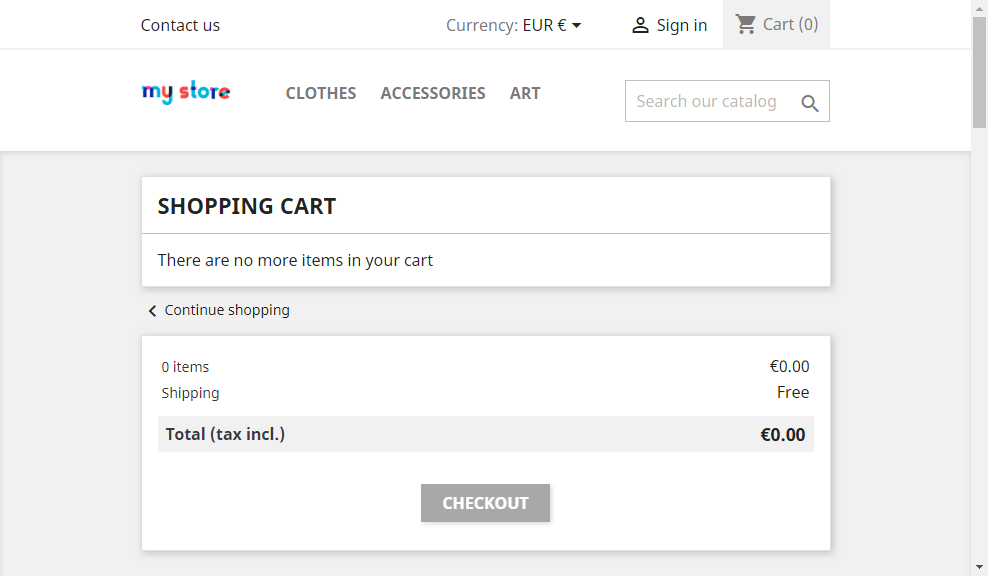 Contact us
Currency: EUR €
Sign in
Cart (0)
my store
CLOTHES
ACCESSORIES
ART
Search our catalog
SHOPPING CART
There are no more items in your cart
Continue shopping
0 items €0.00
Shipping Free
Total (tax incl.) €0.00
CHECKOUT